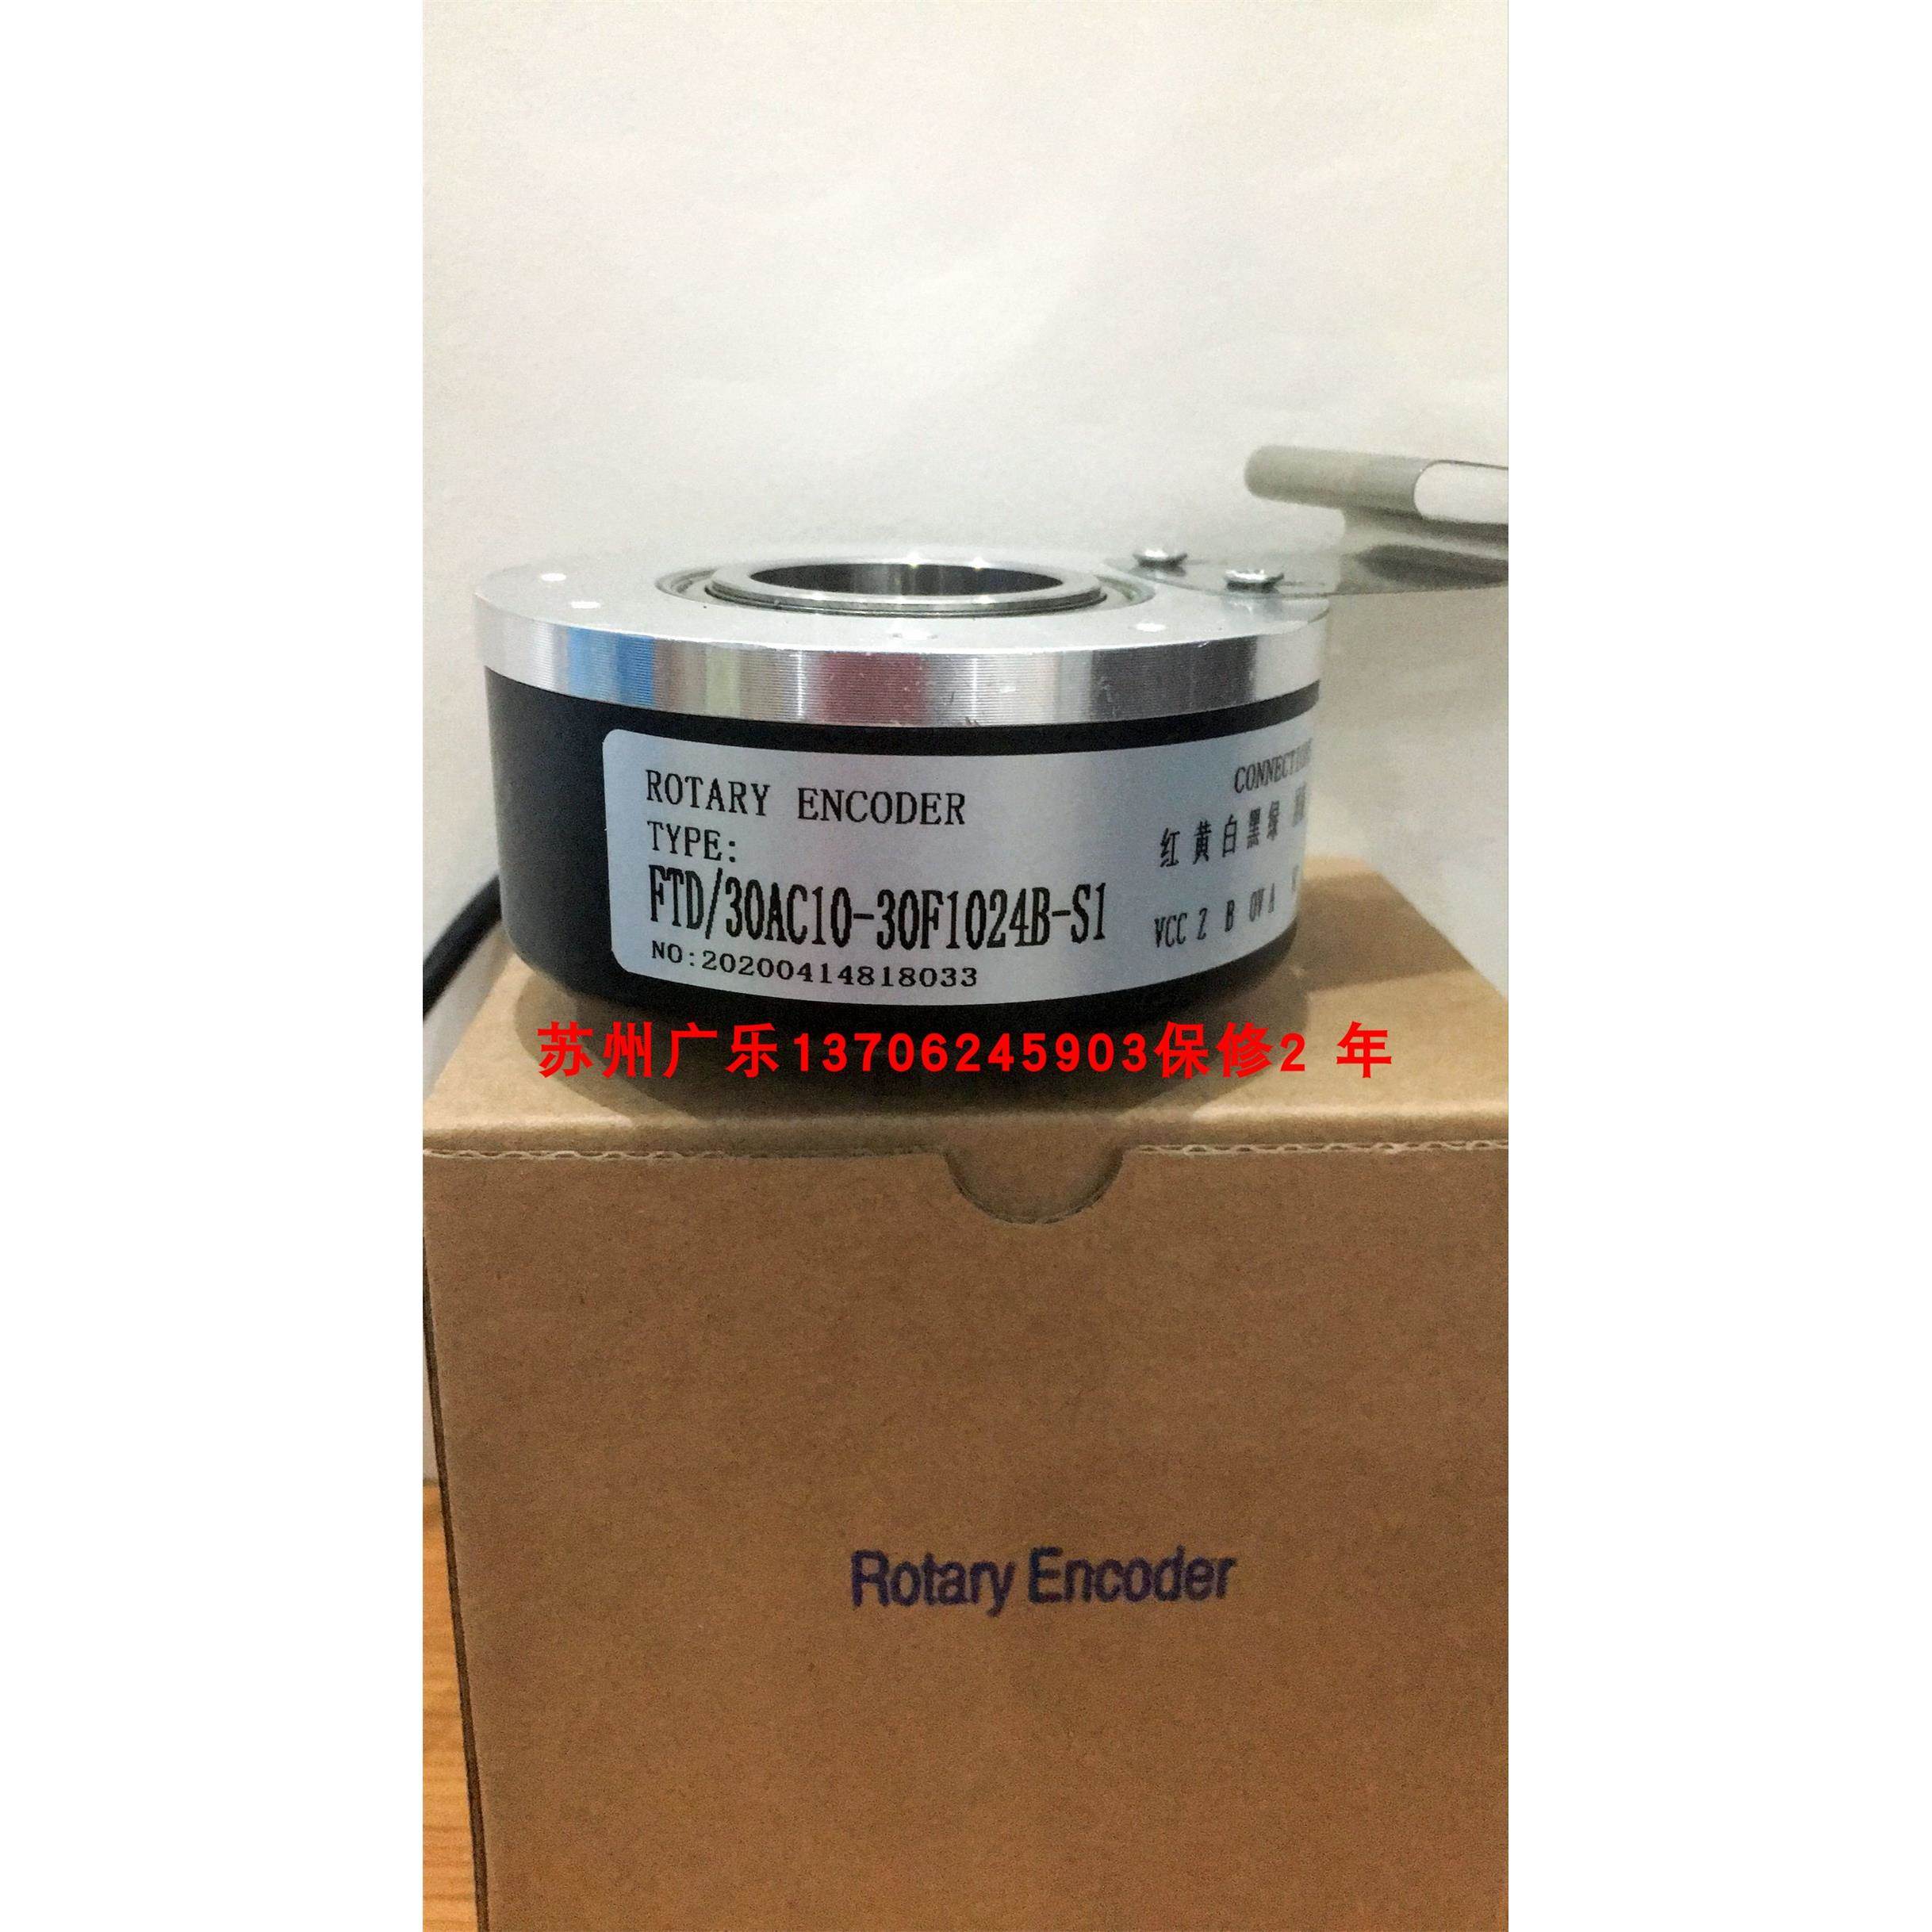 ROTARY ENCODER
TYPE:
FTD/30AC10-30F1024B-S1
NO:20200414818033
红 黄 白 黑 绿
VCC Z B 0V A
苏州广乐13706245903保修2 年
Rotary Encoder